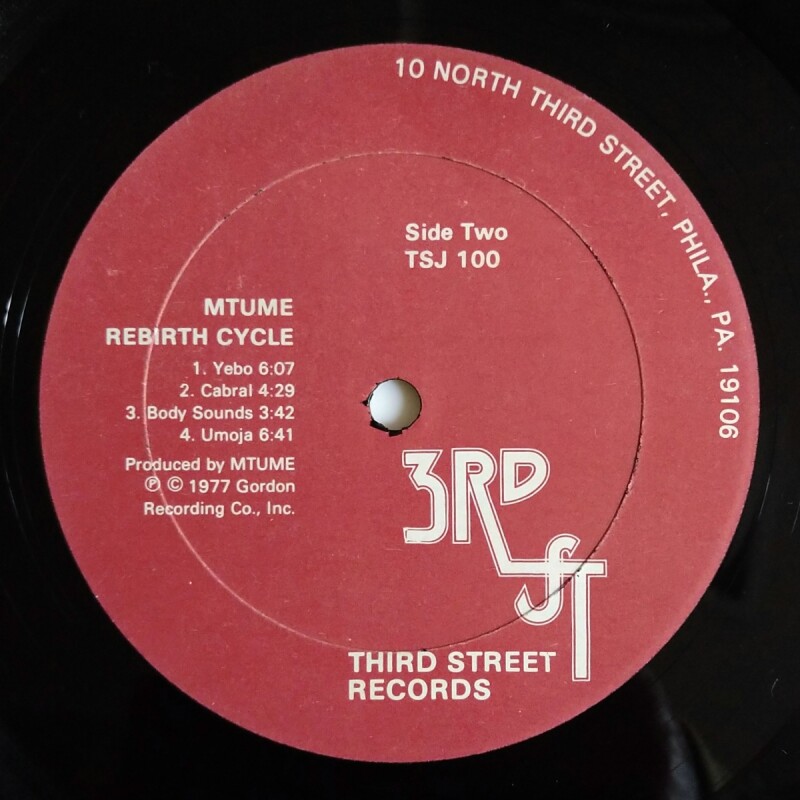 10 NORTH THIRD STREET, PHILA., PA. 19106
Side Two
TSJ 100
MTUME
REBIRTH CYCLE
1. Yebo 6:07
2. Cabral 4:29
3. Body Sounds 3:42
4. Umoja 6:41
Produced by MTUME
℗ © 1977 Gordon
Recording Co., Inc.
3RD
ST
THIRD STREET
RECORDS